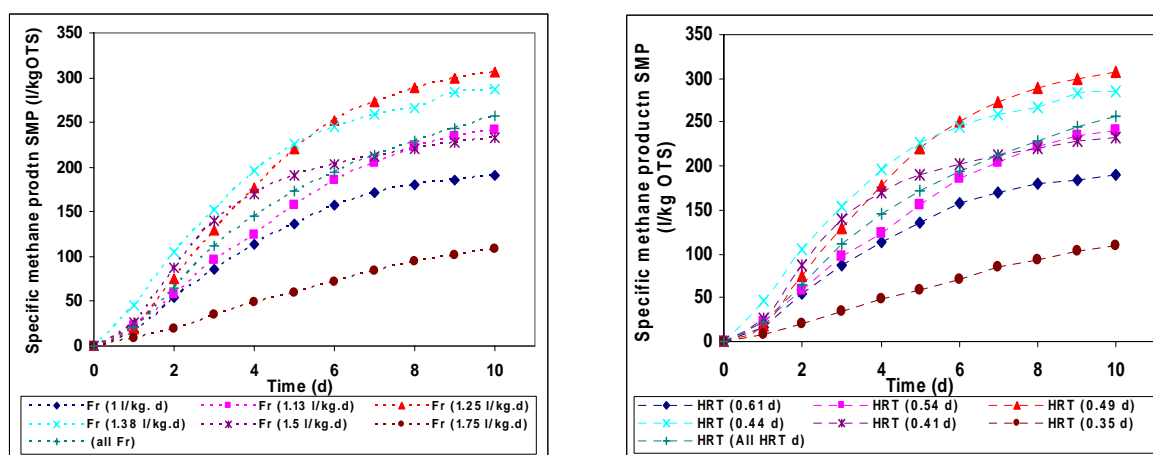 Specific methane prodtn SMP (l/kgOTS)
350
300
250
200
150
100
50
0
0 2 4 6 8 10
Time (d)
Fr (1 l/kg. d) Fr (1.13 l/kg.d) Fr (1.25 l/kg.d)
Fr (1.38 l/kg.d) Fr (1.5 l/kg.d) Fr (1.75 l/kg.d)
(all Fr)
Specific methane productn SMP
(l/kg OTS)
350
300
250
200
150
100
50
0
0 2 4 6 8 10
Time (d)
HRT (0.61 d) HRT (0.54 d) HRT (0.49 d)
HRT (0.44 d) HRT (0.41 d) HRT (0.35 d)
HRT (All HRT d)